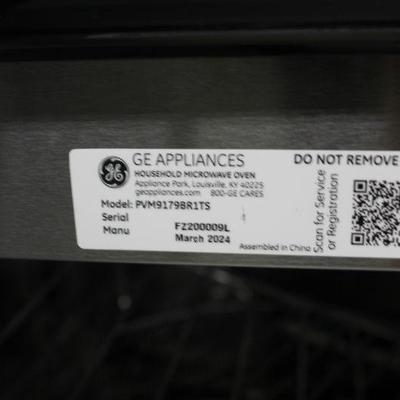 GE APPLIANCES
HOUSEHOLD MICROWAVE OVEN
Appliance Park, Louisville, KY 40225
geappliances.com 800-GE CARES
Model: PVM9179BR1TS
Serial FZ200009L
Manu March 2024
Assembled in China
DO NOT REMOVE
Scan for Service
or Registration
GE